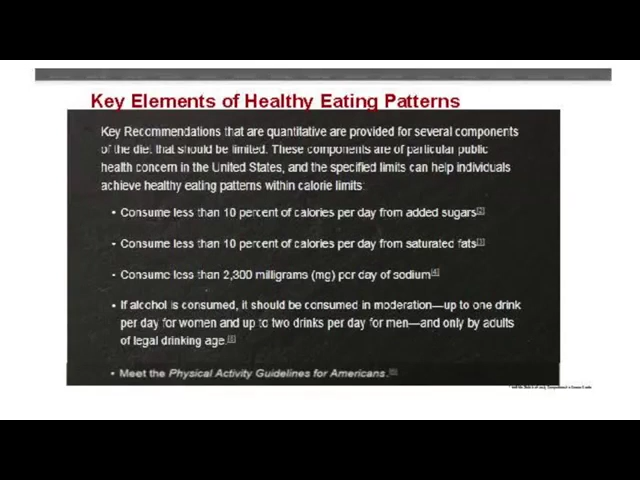 Key Elements of Healthy Eating Patterns
Key Recommendations that are quantitative are provided for several components
of the diet that should be limited. These components are of particular public
health concern in the United States, and the specified limits can help individuals
achieve healthy eating patterns within calorie limits:
• Consume less than 10 percent of calories per day from added sugars[2]
• Consume less than 10 percent of calories per day from saturated fats[3]
• Consume less than 2,300 milligrams (mg) per day of sodium[4]
• If alcohol is consumed, it should be consumed in moderation—up to one drink
per day for women and up to two drinks per day for men—and only by adults
of legal drinking age.[5]
• Meet the Physical Activity Guidelines for Americans.